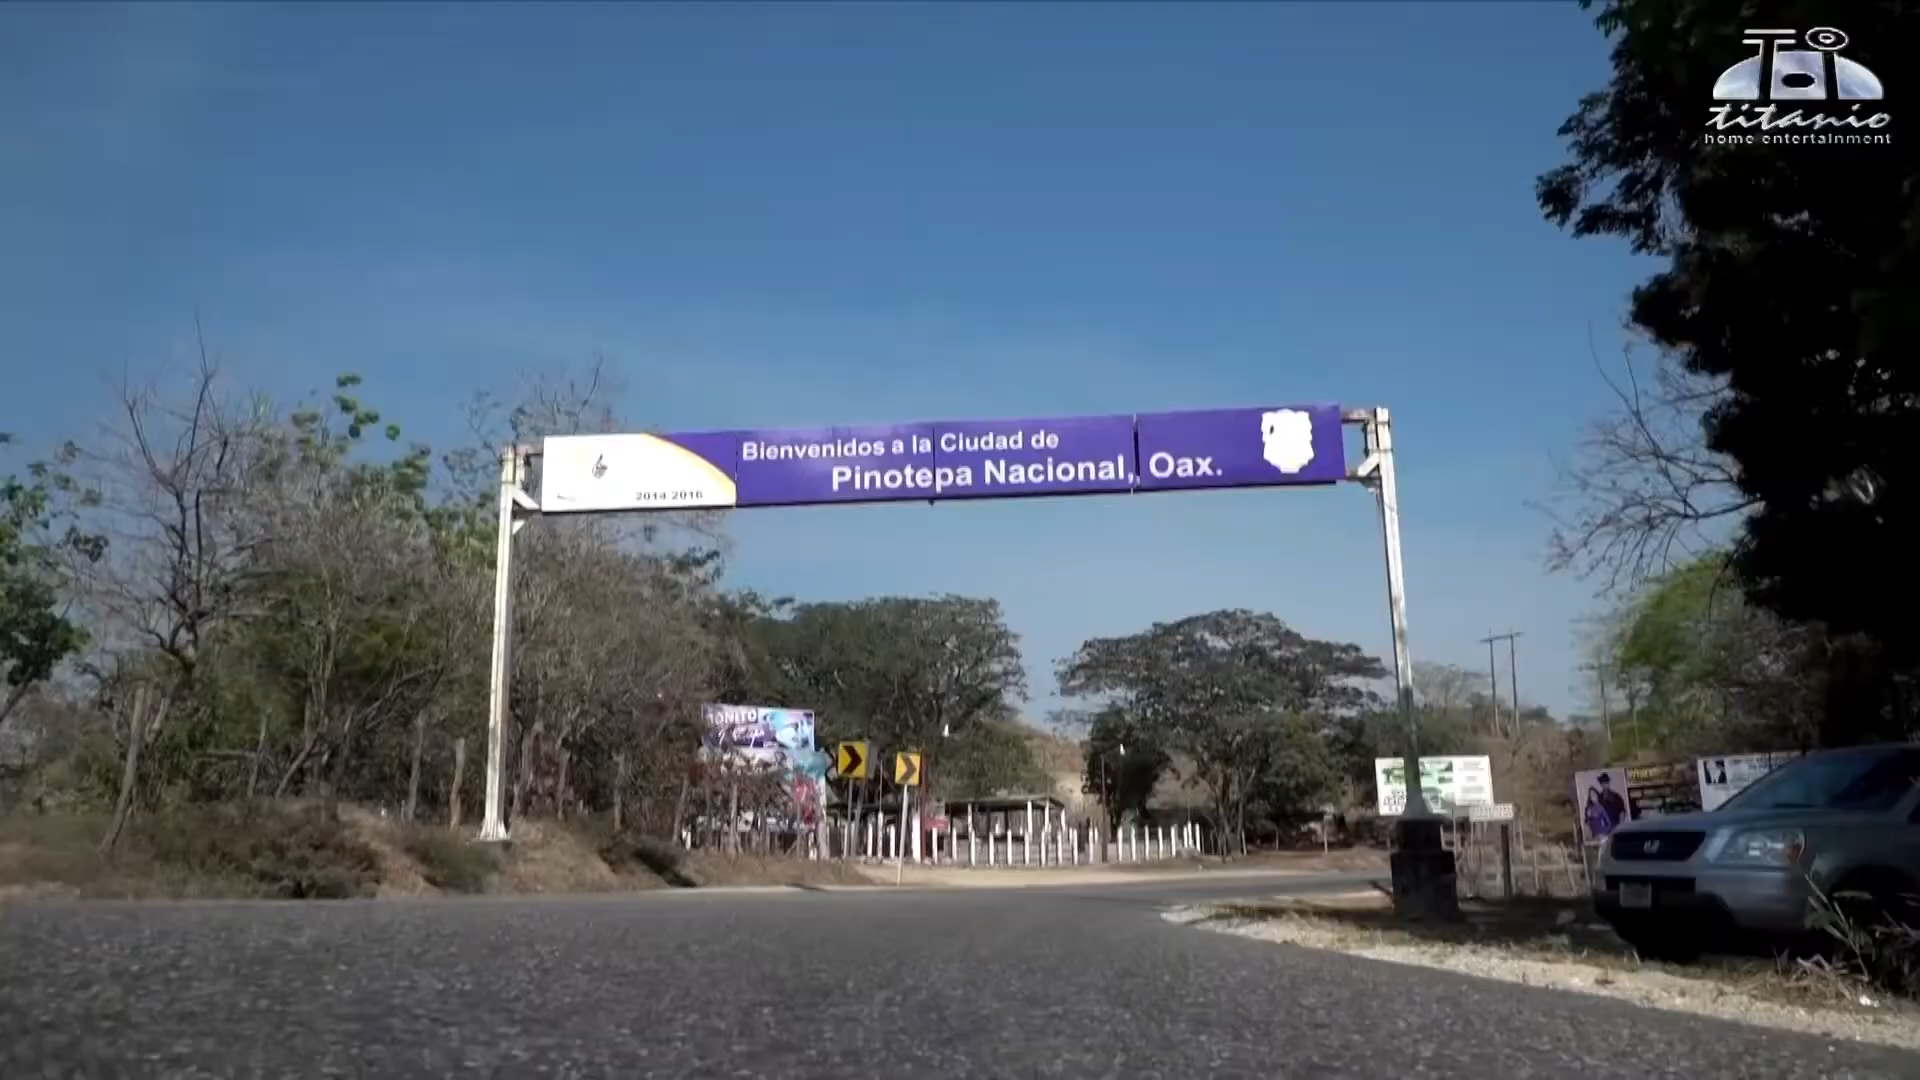 titanio
home entertainment
Bienvenidos a la Ciudad de
Pinotepa Nacional, Oax.
2014 2016